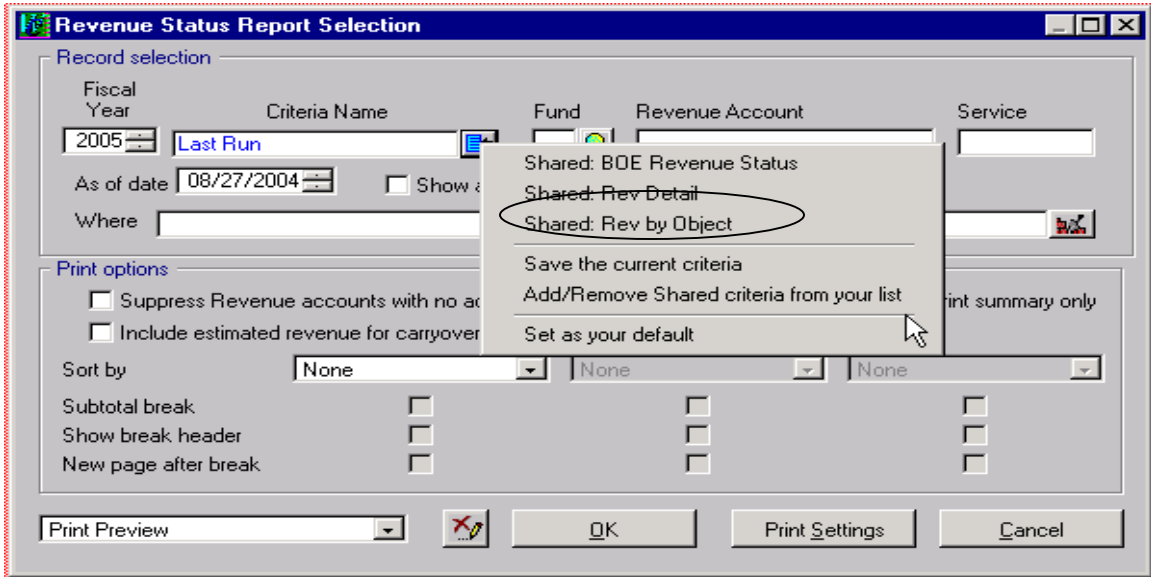 Revenue Status Report Selection
Record selection
Fiscal
Year Criteria Name Fund Revenue Account Service
2005 Last Run
As of date 08/27/2004 Show
Where
Shared: BOE Revenue Status
Shared: Rev Detail
Shared: Rev by Object
Save the current criteria
Add/Remove Shared criteria from your list
Set as your default
Print options
Suppress Revenue accounts with no summary only
Include estimated revenue for carryover
Sort by None None None
Subtotal break
Show break header
New page after break
Print Preview OK Print Settings Cancel